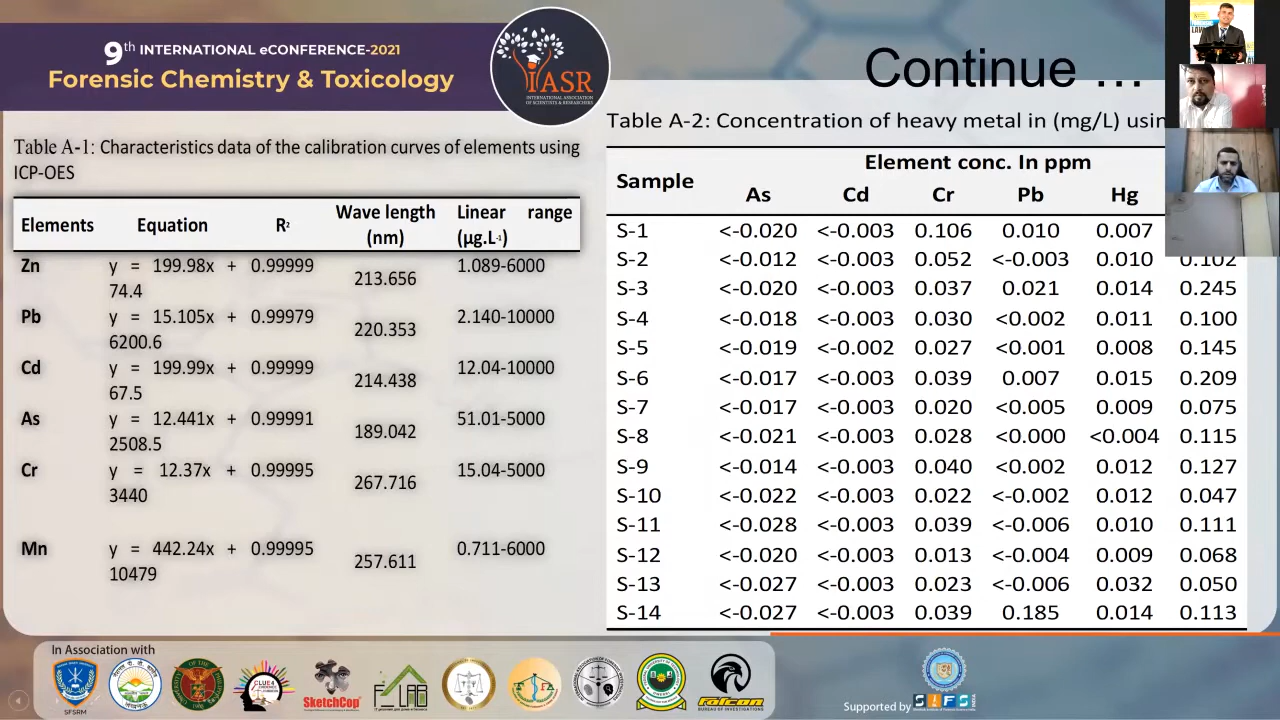 9th INTERNATIONAL eCONFERENCE-2021
Forensic Chemistry & Toxicology
IASR
INTERNATIONAL ASSOCIATION
OF SCIENTISTS & RESEARCHERS
Continue ...
Table A-1: Characteristics data of the calibration curves of elements using
ICP-OES
Elements Equation R2 Wave length (nm) Linear range (µg.L-1)
Zn y = 199.98x + 74.4 0.99999 213.656 1.089-6000
Pb y = 15.105x + 6200.6 0.99979 220.353 2.140-10000
Cd y = 199.99x + 67.5 0.99999 214.438 12.04-10000
As y = 12.441x + 2508.5 0.99991 189.042 51.01-5000
Cr y = 12.37x + 3440 0.99995 267.716 15.04-5000
Mn y = 442.24x + 10479 0.99995 257.611 0.711-6000
Table A-2: Concentration of heavy metal in (mg/L)
Element conc. In ppm
Sample As Cd Cr Pb Hg
S-1 <-0.020 <-0.003 0.106 0.010 0.007
S-2 <-0.012 <-0.003 0.052 <-0.003 0.010 0.102
S-3 <-0.020 <-0.003 0.037 0.021 0.014 0.245
S-4 <-0.018 <-0.003 0.030 <0.002 0.011 0.100
S-5 <-0.019 <-0.002 0.027 <0.001 0.008 0.145
S-6 <-0.017 <-0.003 0.039 0.007 0.015 0.209
S-7 <-0.017 <-0.003 0.020 <0.005 0.009 0.075
S-8 <-0.021 <-0.003 0.028 <0.000 <0.004 0.115
S-9 <-0.014 <-0.003 0.040 <0.002 0.012 0.127
S-10 <-0.022 <-0.003 0.022 <-0.002 0.012 0.047
S-11 <-0.028 <-0.003 0.039 <-0.006 0.010 0.111
S-12 <-0.020 <-0.003 0.013 <-0.004 0.009 0.068
S-13 <-0.027 <-0.003 0.023 <-0.006 0.032 0.050
S-14 <-0.027 <-0.003 0.039 0.185 0.014 0.113
In Association with
SFSRM
CLUE4
SketchCop
F-LAB
falcon
BUREAU OF INVESTIGATIONS
Supported by SIFS
INDIA